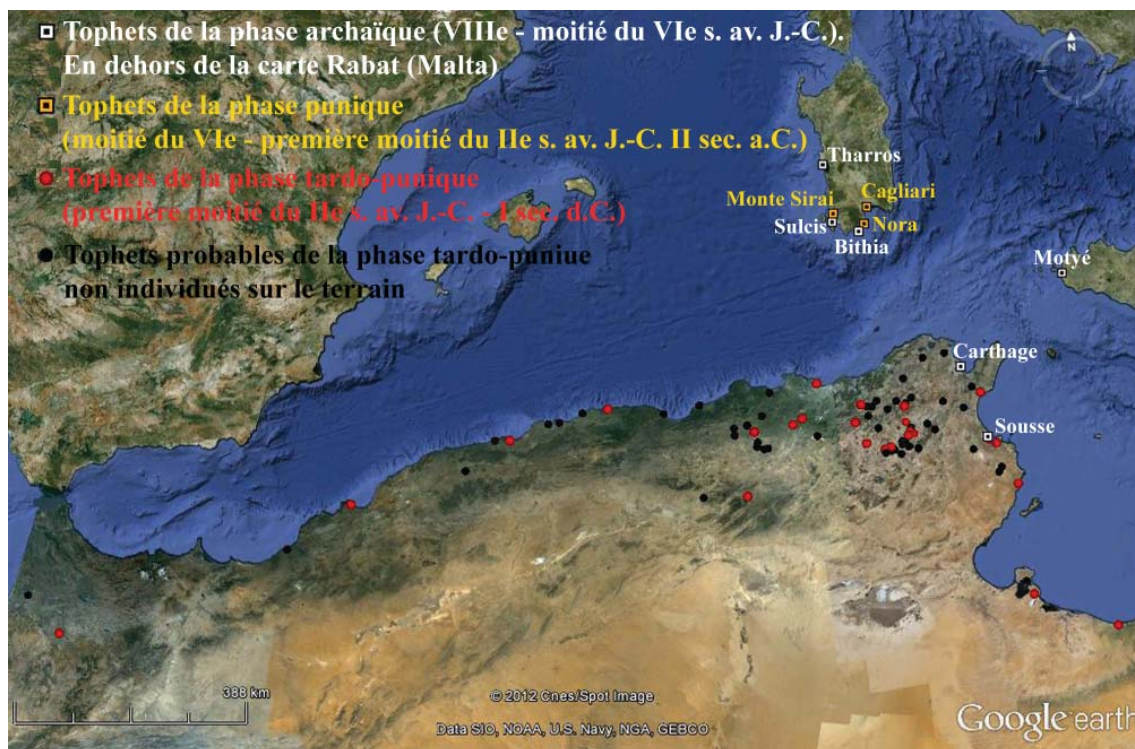 Tophets de la phase archaïque (VIIIe - moitié du VIe s. av. J.-C.).
En dehors de la carte Rabat (Malta)
Tophets de la phase punique
(moitié du VIe - première moitié du IIe s. av. J.-C. II sec. a.C.)
Tophets de la phase tardo-punique
(première moitié du IIe s. av. J.-C. - I sec. d.C.)
Tophets probables de la phase tardo-puniue
non individués sur le terrain
N
Tharros
Monte Sirai
Cagliari
Sulcis
Nora
Bithia
Motyé
Carthage
Sousse
388 km
© 2012 Cnes/Spot Image
Data SIO, NOAA, U.S. Navy, NGA, GEBCO
Google earth